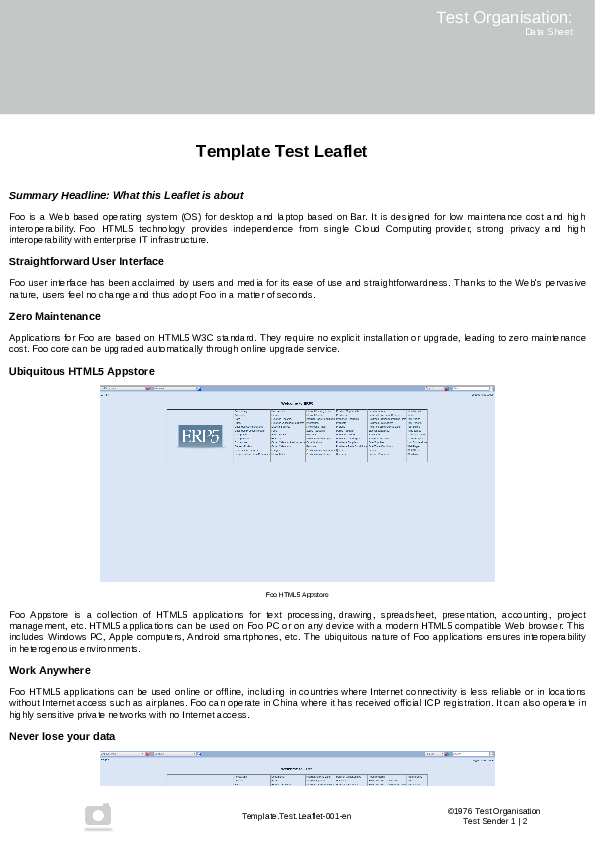 Test Organisation:
Data Sheet
Template Test Leaflet
Summary Headline: What this Leaflet is about
Foo is a Web based operating system (OS) for desktop and laptop based on Bar. It is designed for low maintenance cost and high
interoperability. Foo HTML5 technology provides independence from single Cloud Computing provider, strong privacy and high
interoperability with enterprise IT infrastructure.
Straightforward User Interface
Foo user interface has been acclaimed by users and media for its ease of use and straightforwardness. Thanks to the Web's pervasive
nature, users feel no change and thus adopt Foo in a matter of seconds.
Zero Maintenance
Applications for Foo are based on HTML5 W3C standard. They require no explicit installation or upgrade, leading to zero maintenance
cost. Foo core can be upgraded automatically through online upgrade service.
Ubiquitous HTML5 Appstore
Welcome to ERP5
ERP5
Foo HTML5 Appstore
Foo Appstore is a collection of HTML5 applications for text processing, drawing, spreadsheet, presentation, accounting, project
management, etc. HTML5 applications can be used on Foo PC or on any device with a modern HTML5 compatible Web browser. This
includes Windows PC, Apple computers, Android smartphones, etc. The ubiquitous nature of Foo applications ensures interoperability
in heterogenous environments.
Work Anywhere
Foo HTML5 applications can be used online or offline, including in countries where Internet connectivity is less reliable or in locations
without Internet access such as airplanes. Foo can operate in China where it has received official ICP registration. It can also operate in
highly sensitive private networks with no Internet access.
Never lose your data
Template.Test.Leaflet-001-en
©1976 Test Organisation
Test Sender 1 | 2